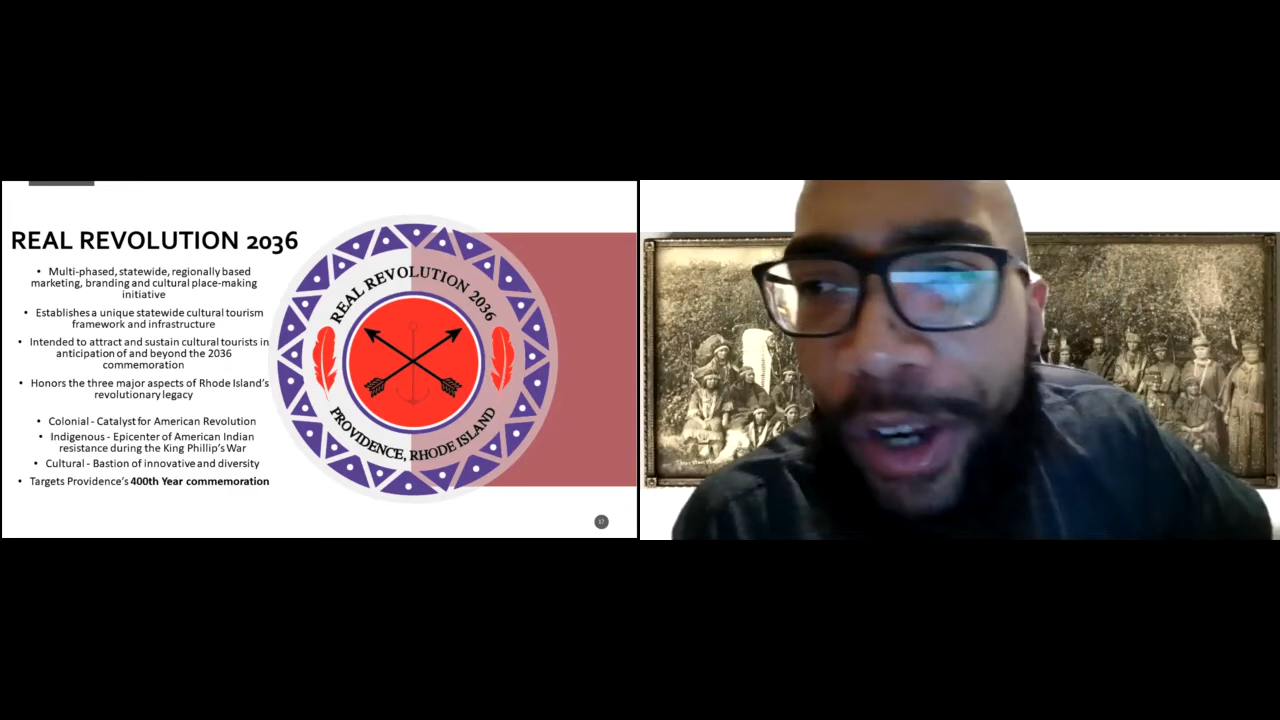 REAL REVOLUTION 2036
• Multi-phased, statewide, regionally based
marketing, branding and cultural place-making
initiative
• Establishes a unique statewide cultural tourism
framework and infrastructure
• Intended to attract and sustain cultural tourists in
anticipation of and beyond the 2036
commemoration
• Honors the three major aspects of Rhode Island's
revolutionary legacy
• Colonial - Catalyst for American Revolution
• Indigenous - Epicenter of American Indian
resistance during the King Phillip's War
• Cultural - Bastion of innovative and diversity
• Targets Providence's 400th Year commemoration
REAL REVOLUTION 2036
PROVIDENCE, RHODE ISLAND
17